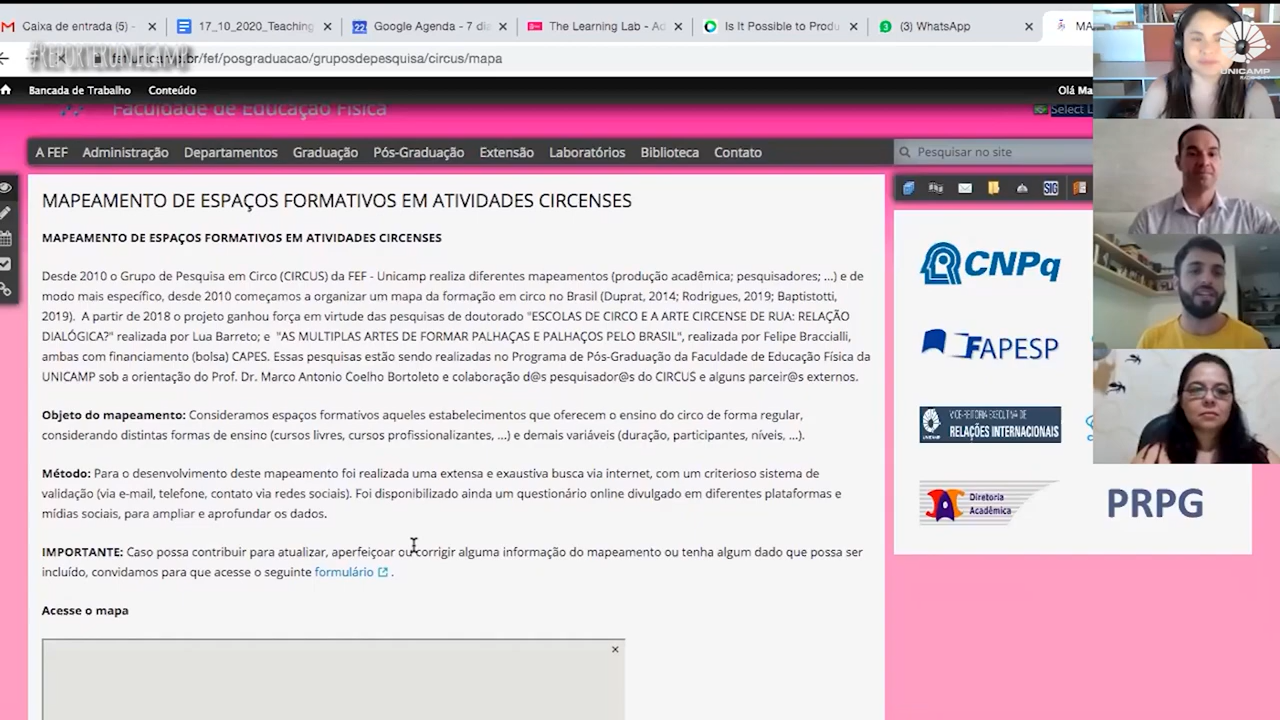 Caixa de entrada (5) -
17_10_2020_Teaching
Google Agenda - 7 dia
The Learning Lab - Ad
Is It Possible to Produ
(3) WhatsApp
MA
.br/fef/posgraduacao/gruposdepesquisa/circus/mapa
UNICAMP
Bancada de Trabalho Conteúdo
Olá Ma
Faculdade de Educação Física
Select L
A FEF Administração Departamentos Graduação Pós-Graduação Extensão Laboratórios Biblioteca Contato
Pesquisar no site
SIG
MAPEAMENTO DE ESPAÇOS FORMATIVOS EM ATIVIDADES CIRCENSES
MAPEAMENTO DE ESPAÇOS FORMATIVOS EM ATIVIDADES CIRCENSES
Desde 2010 o Grupo de Pesquisa em Circo (CIRCUS) da FEF - Unicamp realiza diferentes mapeamentos (produção acadêmica; pesquisadores; ...) e de
modo mais específico, desde 2010 começamos a organizar um mapa da formação em circo no Brasil (Duprat, 2014; Rodrigues, 2019; Baptistotti,
2019). A partir de 2018 o projeto ganhou força em virtude das pesquisas de doutorado "ESCOLAS DE CIRCO E A ARTE CIRCENSE DE RUA: RELAÇÃO
DIALÓGICA?" realizada por Lua Barreto; e "AS MULTIPLAS ARTES DE FORMAR PALHAÇAS E PALHAÇOS PELO BRASIL", realizada por Felipe Braccialli,
ambas com financiamento (bolsa) CAPES. Essas pesquisas estão sendo realizadas no Programa de Pós-Graduação da Faculdade de Educação Física da
UNICAMP sob a orientação do Prof. Dr. Marco Antonio Coelho Bortoleto e colaboração d@s pesquisador@s do CIRCUS e alguns parceir@s externos.
Objeto do mapeamento: Consideramos espaços formativos aqueles estabelecimentos que oferecem o ensino do circo de forma regular,
considerando distintas formas de ensino (cursos livres, cursos profissionalizantes, ...) e demais variáveis (duração, participantes, níveis, ...).
Método: Para o desenvolvimento deste mapeamento foi realizada uma extensa e exaustiva busca via internet, com um criterioso sistema de
validação (via e-mail, telefone, contato via redes sociais). Foi disponibilizado ainda um questionário online divulgado em diferentes plataformas e
mídias sociais, para ampliar e aprofundar os dados.
IMPORTANTE: Caso possa contribuir para atualizar, aperfeiçoar ou corrigir alguma informação do mapeamento ou tenha algum dado que possa ser
incluído, convidamos para que acesse o seguinte formulário .
Acesse o mapa
CNPq
FAPESP
VICE-REITORIA EXECUTIVA DE
RELAÇÕES INTERNACIONAIS
UNICAMP
Diretoria
Acadêmica
PRPG